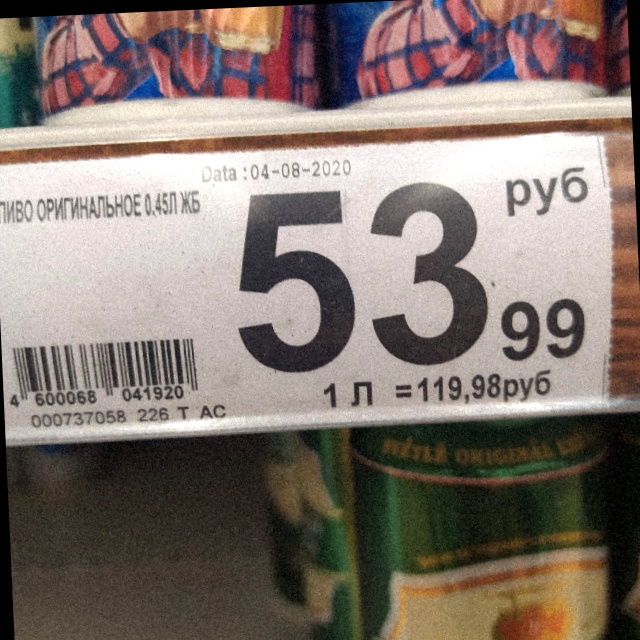 Data : 04-08-2020
ПИВО ОРИГИНАЛЬНОЕ 0,45Л ЖБ
53 99 руб
1 Л =119,98руб
4 600068 041920
000737058 226 T AC